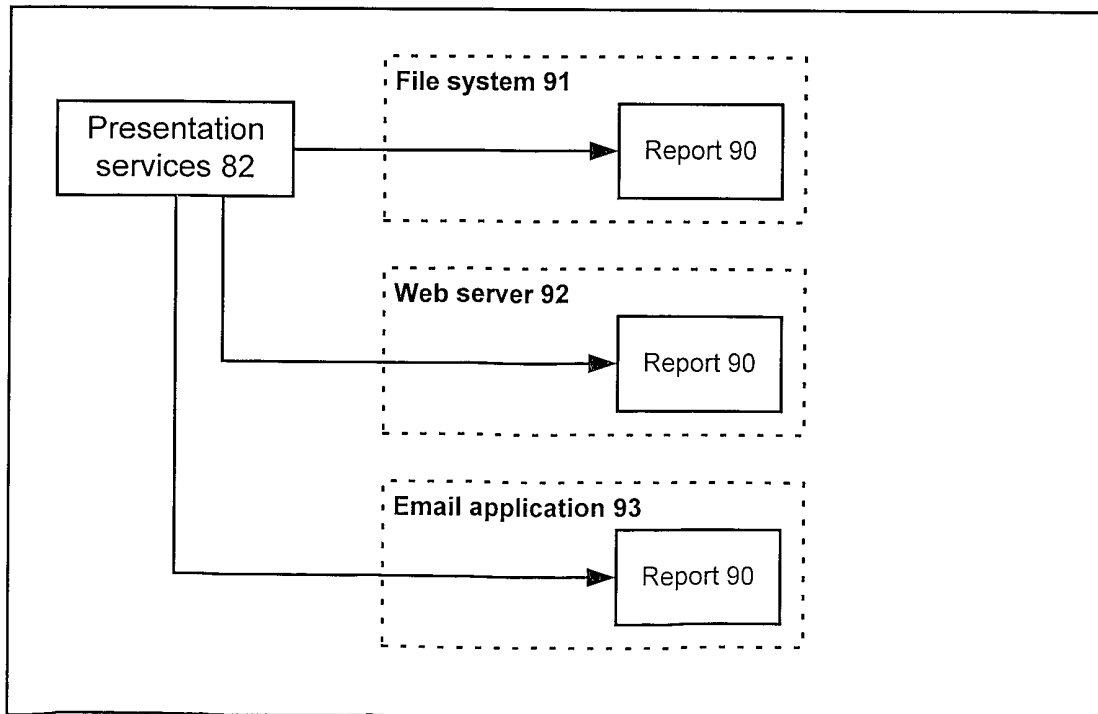 Presentation
services 82
File system 91
Report 90
Web server 92
Report 90
Email application 93
Report 90